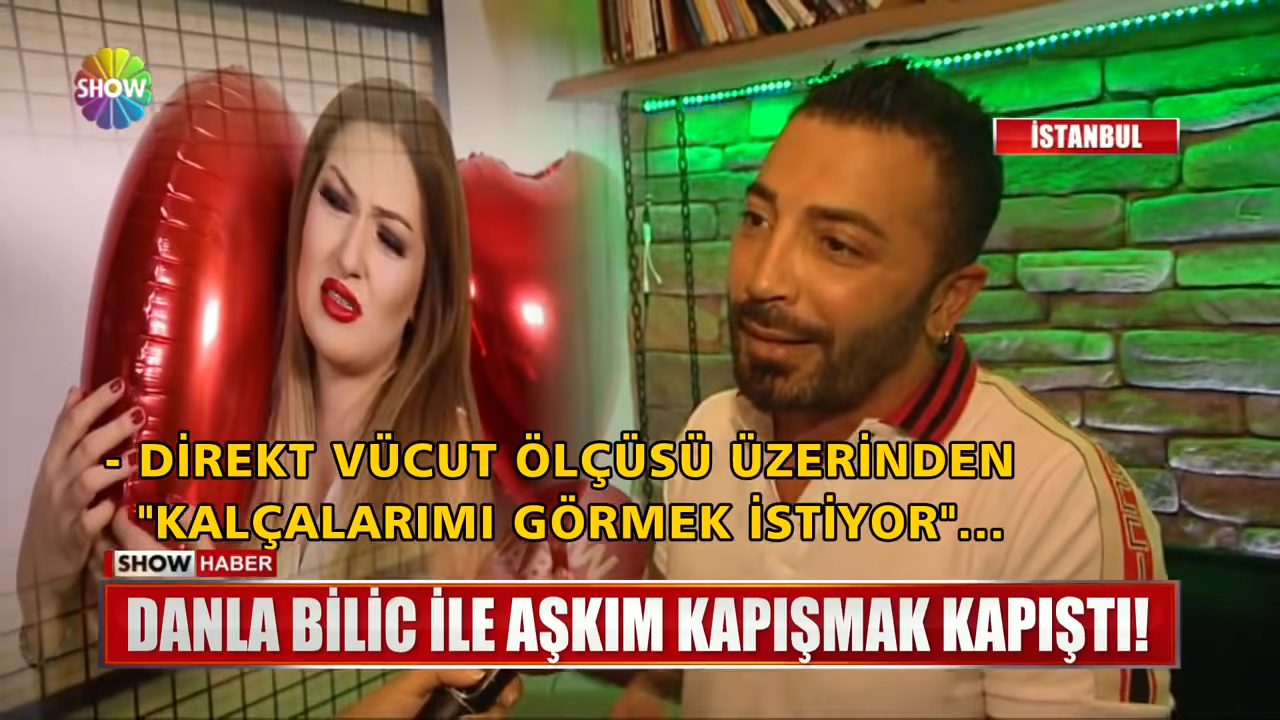 SHOW
İSTANBUL
- DİREKT VÜCUT ÖLÇÜSÜ ÜZERİNDEN
"KALÇALARIMI GÖRMEK İSTİYOR"...
SHOW HABER
DANLA BİLİC İLE AŞKIM KAPIŞMAK KAPIŞTI!